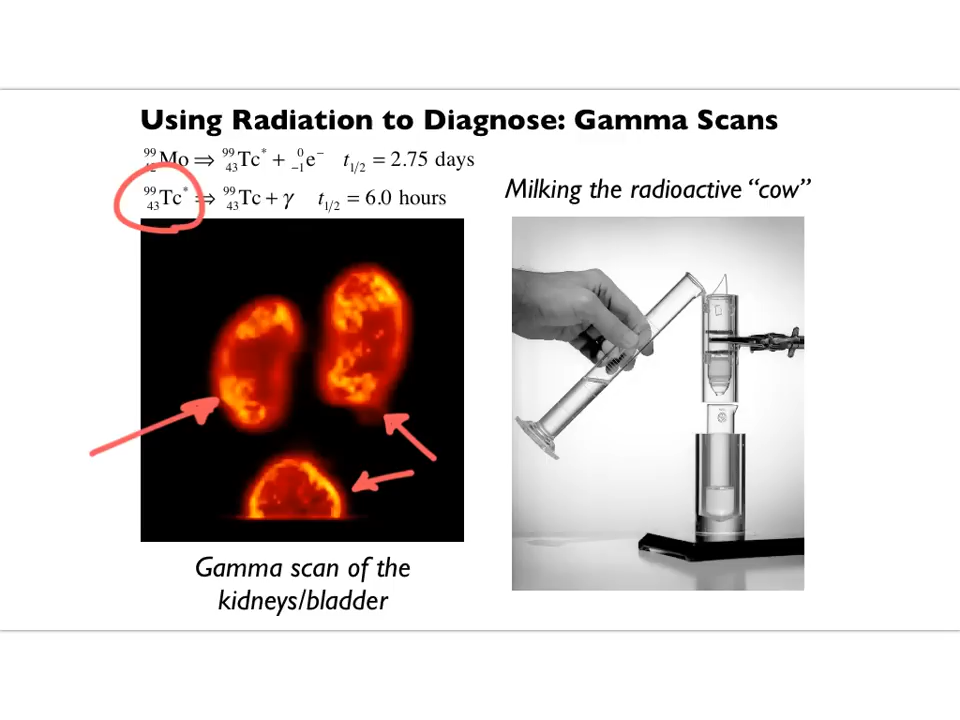 Using Radiation to Diagnose: Gamma Scans
⁹⁹₄₂Mo ⇒ ⁹⁹₄₃Tc* + ⁰₋₁e⁻ t₁/₂ = 2.75 days
⁹⁹₄₃Tc* ⇒ ⁹⁹₄₃Tc + γ t₁/₂ = 6.0 hours
Milking the radioactive “cow”
Gamma scan of the
kidneys/bladder